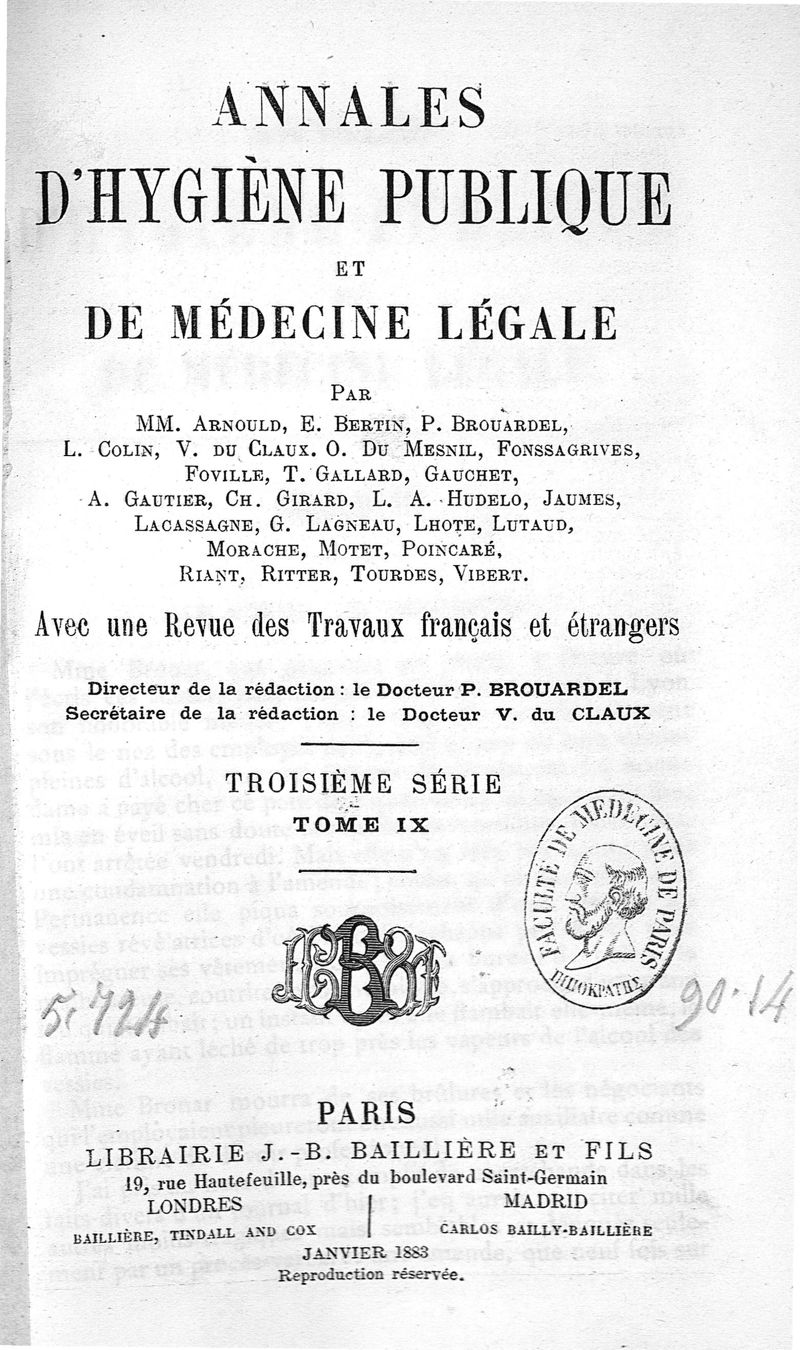 ANNALES
D'HYGIÈNE PUBLIQUE
ET
DE MÉDECINE LÉGALE
PAR
MM. ARNOULD, E. BERTIN, P. BROUARDEL,
L. COLIN, V. DU CLAUX. O. DU MESNIL, FONSSAGRIVES,
FOVILLE, T. GALLARD, GAUCHET,
A. GAUTIER, CH. GIRARD, L. A. HUDELO, JAUMES,
LACASSAGNE, G. LAGNEAU, LHOTE, LUTAUD,
MORACHE, MOTET, POINCARÉ,
RIANT, RITTER, TOURDES, VIBERT.
Avec une Revue des Travaux français et étrangers
Directeur de la rédaction : le Docteur P. BROUARDEL
Secrétaire de la rédaction : le Docteur V. du CLAUX
TROISIÈME SÉRIE
TOME IX
FACULTÉ DE MEDECINE DE PARIS
ΙΠΠΟΚΡΑΤΗΣ
5,724
90.14
PARIS
LIBRAIRIE J.-B. BAILLIÈRE ET FILS
19, rue Hautefeuille, près du boulevard Saint-Germain
LONDRES
BAILLIÈRE, TINDALL AND COX
MADRID
CARLOS BAILLY-BAILLIÈRE
JANVIER 1883
Reproduction réservée.